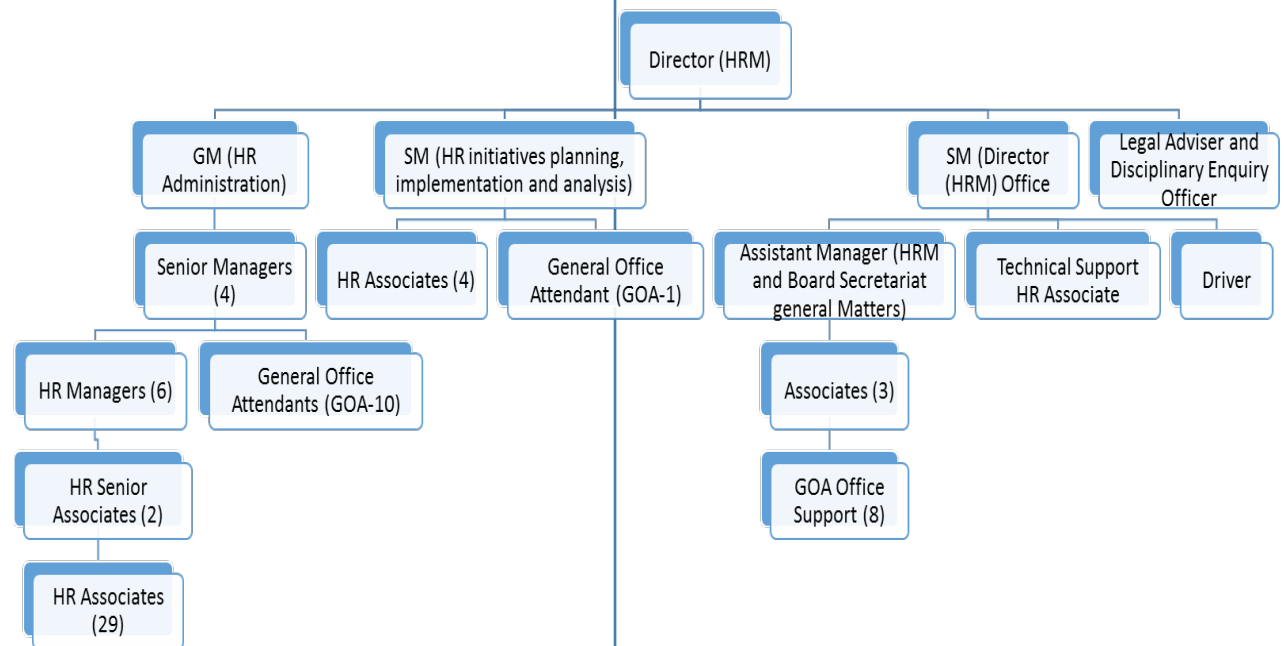 Director (HRM)
GM (HR
Administration)
SM (HR initiatives planning,
implementation and analysis)
SM (Director
(HRM) Office
Legal Adviser and
Disciplinary Enquiry
Officer
Senior Managers
(4)
HR Associates (4)
General Office
Attendant (GOA-1)
Assistant Manager (HRM
and Board Secretariat
general Matters)
Technical Support
HR Associate
Driver
HR Managers (6)
General Office
Attendants (GOA-10)
Associates (3)
HR Senior
Associates (2)
GOA Office
Support (8)
HR Associates
(29)